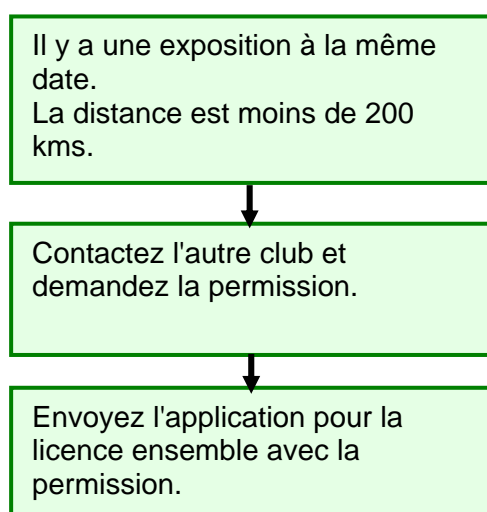 Il y a une exposition à la même
date.
La distance est moins de 200
kms.
Contactez l'autre club et
demandez la permission.
Envoyez l'application pour la
licence ensemble avec la
permission.